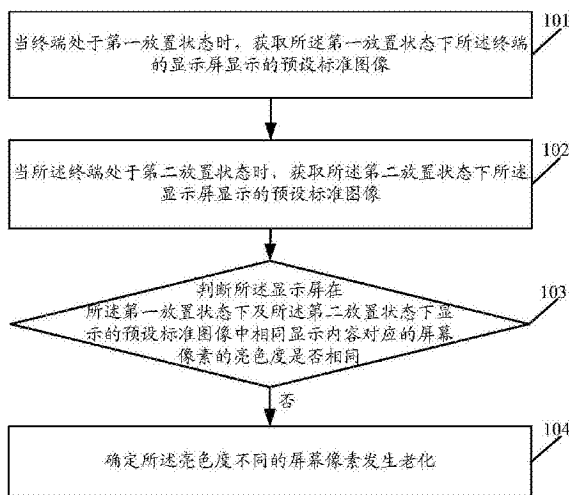 101
当终端处于第一放置状态时，获取所述第一放置状态下所述终端
的显示屏显示的预设标准图像
102
当所述终端处于第二放置状态时，获取所述第二放置状态下所述
显示屏显示的预设标准图像
103
判断所述显示屏在
所述第一放置状态下及所述第二放置状态下显
示的预设标准图像中相同显示内容对应的屏幕
像素的亮色度是否相同
否
104
确定所述亮色度不同的屏幕像素发生老化